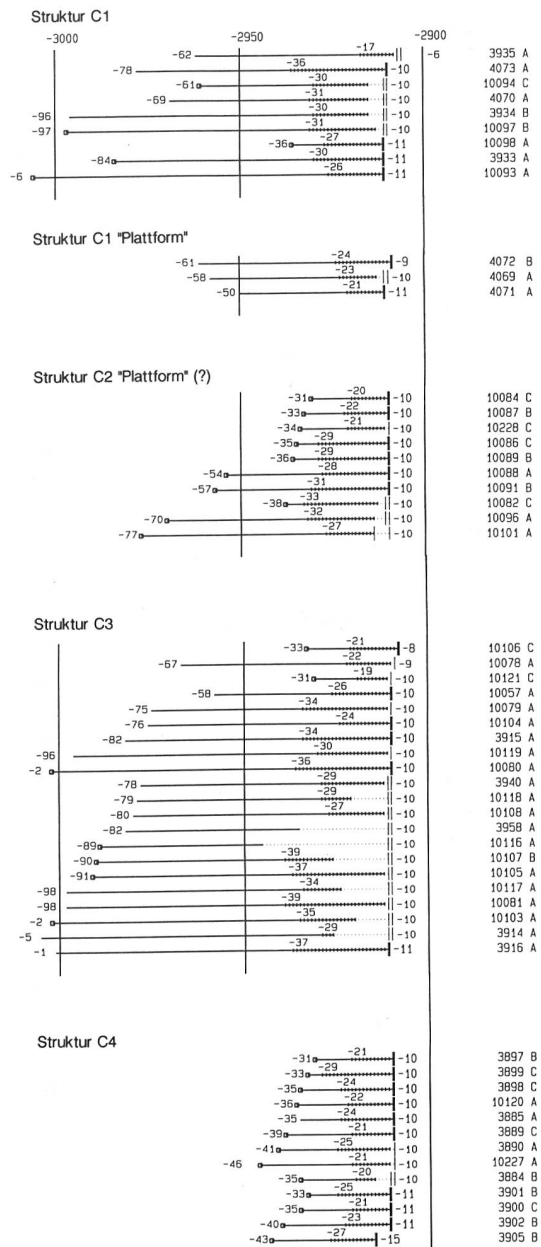 Struktur C1
-3000 -2950 -2900
-62 -17 -6 3935 A
-78 -36 -10 4073 A
-61 -30 -10 10094 C
-69 -31 -10 4070 A
-96 -30 -10 3934 B
-97 -31 -10 10097 B
-36 -27 -11 10098 A
-84 -30 -11 3933 A
-6 -26 -11 10093 A
Struktur C1 "Plattform"
-61 -24 -9 4072 B
-58 -23 -10 4069 A
-50 -21 -11 4071 A
Struktur C2 "Plattform" (?)
-31 -20 -10 10084 C
-33 -22 -10 10087 B
-34 -21 -10 10228 C
-35 -29 -10 10086 C
-36 -29 -10 10089 B
-54 -28 -10 10088 A
-57 -31 -10 10091 B
-38 -33 -10 10082 C
-70 -32 -10 10096 A
-77 -27 -10 10101 A
Struktur C3
-33 -21 -8 10106 C
-67 -22 -9 10078 A
-31 -19 -10 10121 C
-58 -26 -10 10057 A
-75 -34 -10 10079 A
-76 -24 -10 10104 A
-82 -34 -10 3915 A
-96 -30 -10 10119 A
-2 -36 -10 10080 A
-78 -29 -10 3940 A
-79 -29 -10 10118 A
-80 -27 -10 10108 A
-82 -10 3958 A
-89 -10 10116 A
-90 -39 -10 10107 B
-91 -37 -10 10105 A
-98 -34 -10 10117 A
-98 -39 -10 10081 A
-2 -35 -10 10103 A
-5 -29 -10 3914 A
-1 -37 -11 3916 A
Struktur C4
-31 -21 -10 3897 B
-33 -29 -10 3899 C
-35 -24 -10 3898 C
-36 -22 -10 10120 A
-35 -24 -10 3885 A
-39 -21 -10 3889 C
-41 -25 -10 3890 A
-46 -21 -10 10227 A
-35 -20 -10 3884 B
-33 -25 -11 3901 B
-35 -21 -11 3900 C
-40 -23 -11 3902 B
-43 -27 -15 3905 B